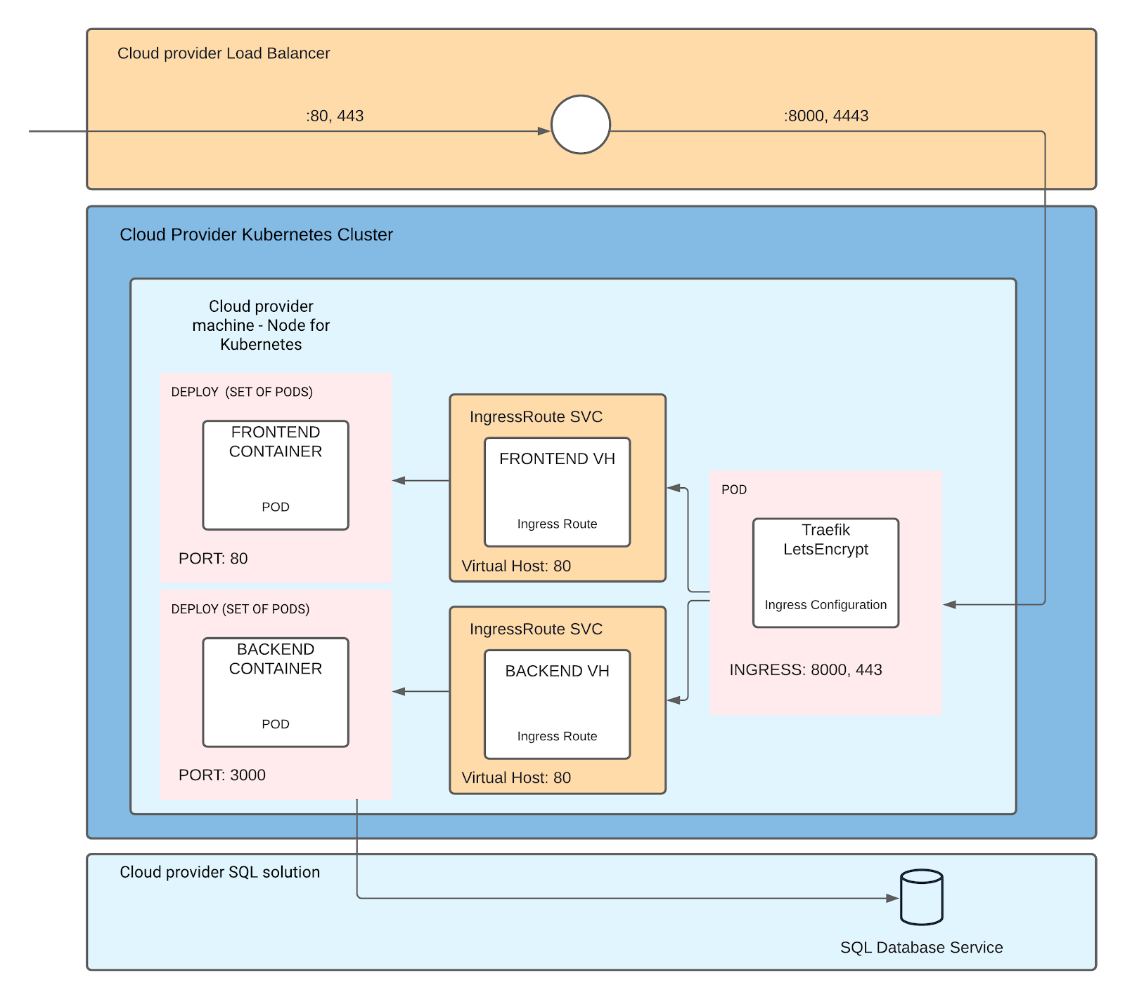 Cloud provider Load Balancer
:80, 443
:8000, 4443
Cloud Provider Kubernetes Cluster
Cloud provider
machine - Node for
Kubernetes
DEPLOY (SET OF PODS)
FRONTEND
CONTAINER
POD
PORT: 80
IngressRoute SVC
FRONTEND VH
Ingress Route
Virtual Host: 80
POD
Traefik
LetsEncrypt
Ingress Configuration
INGRESS: 8000, 443
DEPLOY (SET OF PODS)
BACKEND
CONTAINER
POD
PORT: 3000
IngressRoute SVC
BACKEND VH
Ingress Route
Virtual Host: 80
Cloud provider SQL solution
SQL Database Service